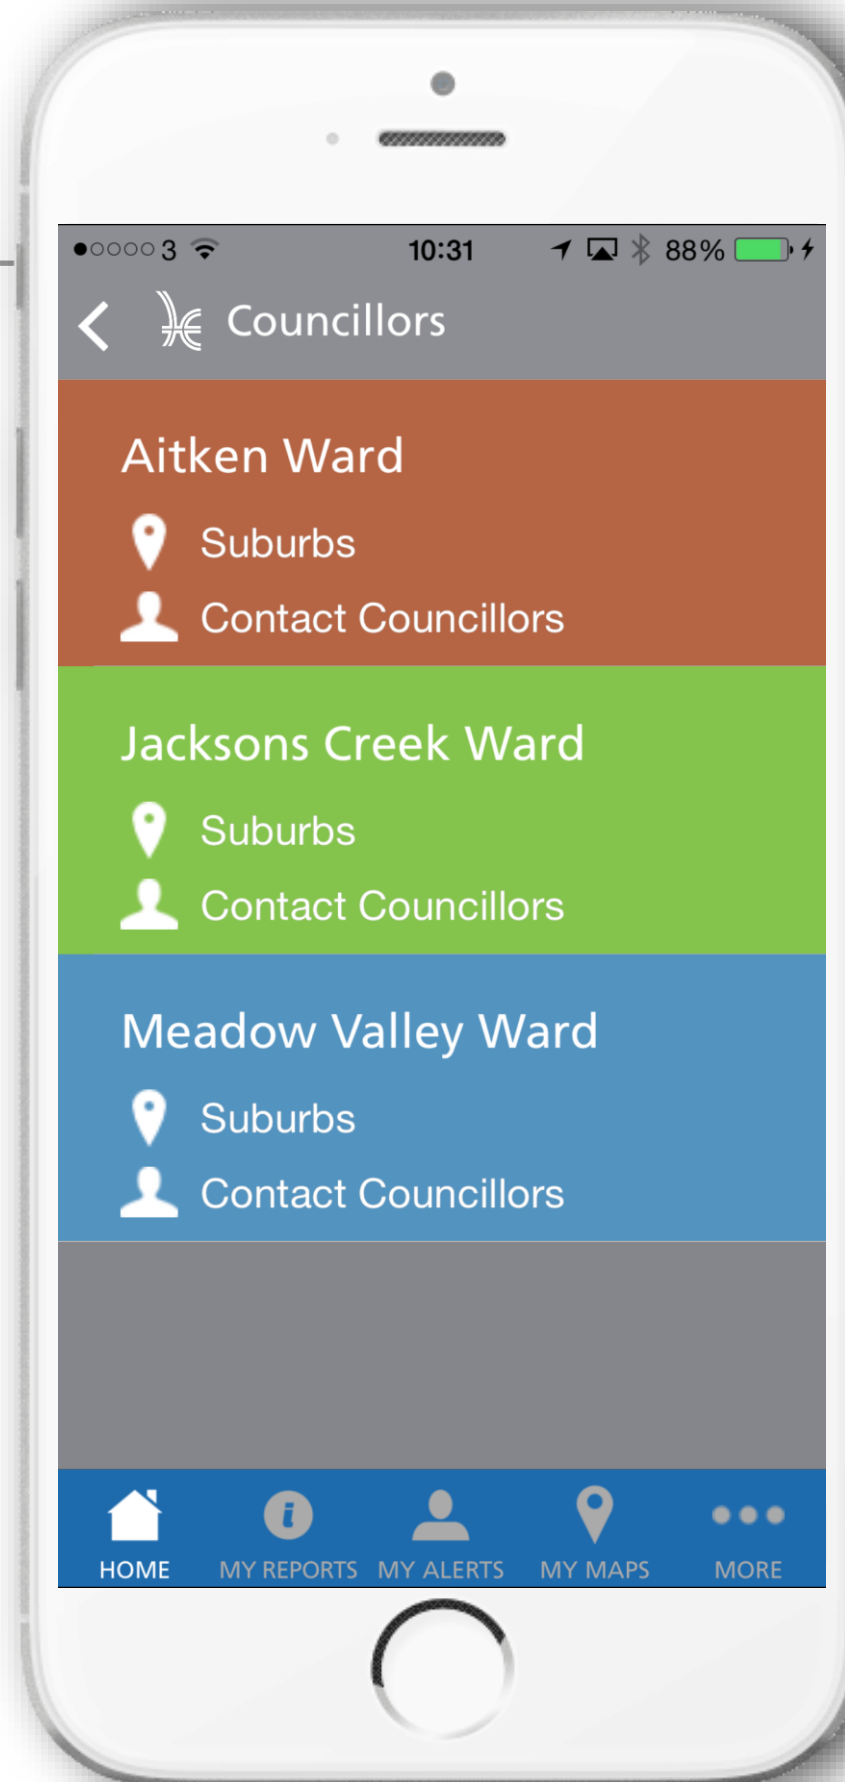 3 10:31 88%
Councillors
Aitken Ward
Suburbs
Contact Councillors
Jacksons Creek Ward
Suburbs
Contact Councillors
Meadow Valley Ward
Suburbs
Contact Councillors
HOME MY REPORTS MY ALERTS MY MAPS MORE